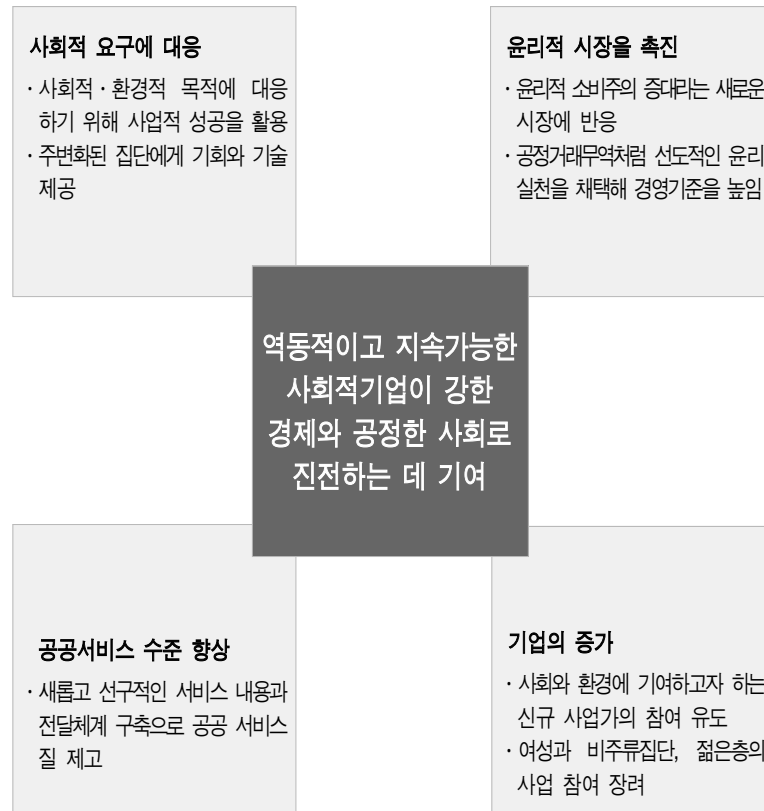 사회적 요구에 대응
· 사회적 · 환경적 목적에 대응
하기 위해 사업적 성공을 활용
· 주변화된 집단에게 기회와 기술
제공
윤리적 시장을 촉진
· 윤리적 소비주의 증대라는 새로운
시장에 반응
· 공정거래무역처럼 선도적인 윤리
실천을 채택해 경영기준을 높임
역동적이고 지속가능한
사회적기업이 강한
경제와 공정한 사회로
진전하는 데 기여
공공서비스 수준 향상
· 새롭고 선구적인 서비스 내용과
전달체계 구축으로 공공 서비스
질 제고
기업의 증가
· 사회와 환경에 기여하고자 하는
신규 사업가의 참여 유도
· 여성과 비주류집단, 젊은층의
사업 참여 장려